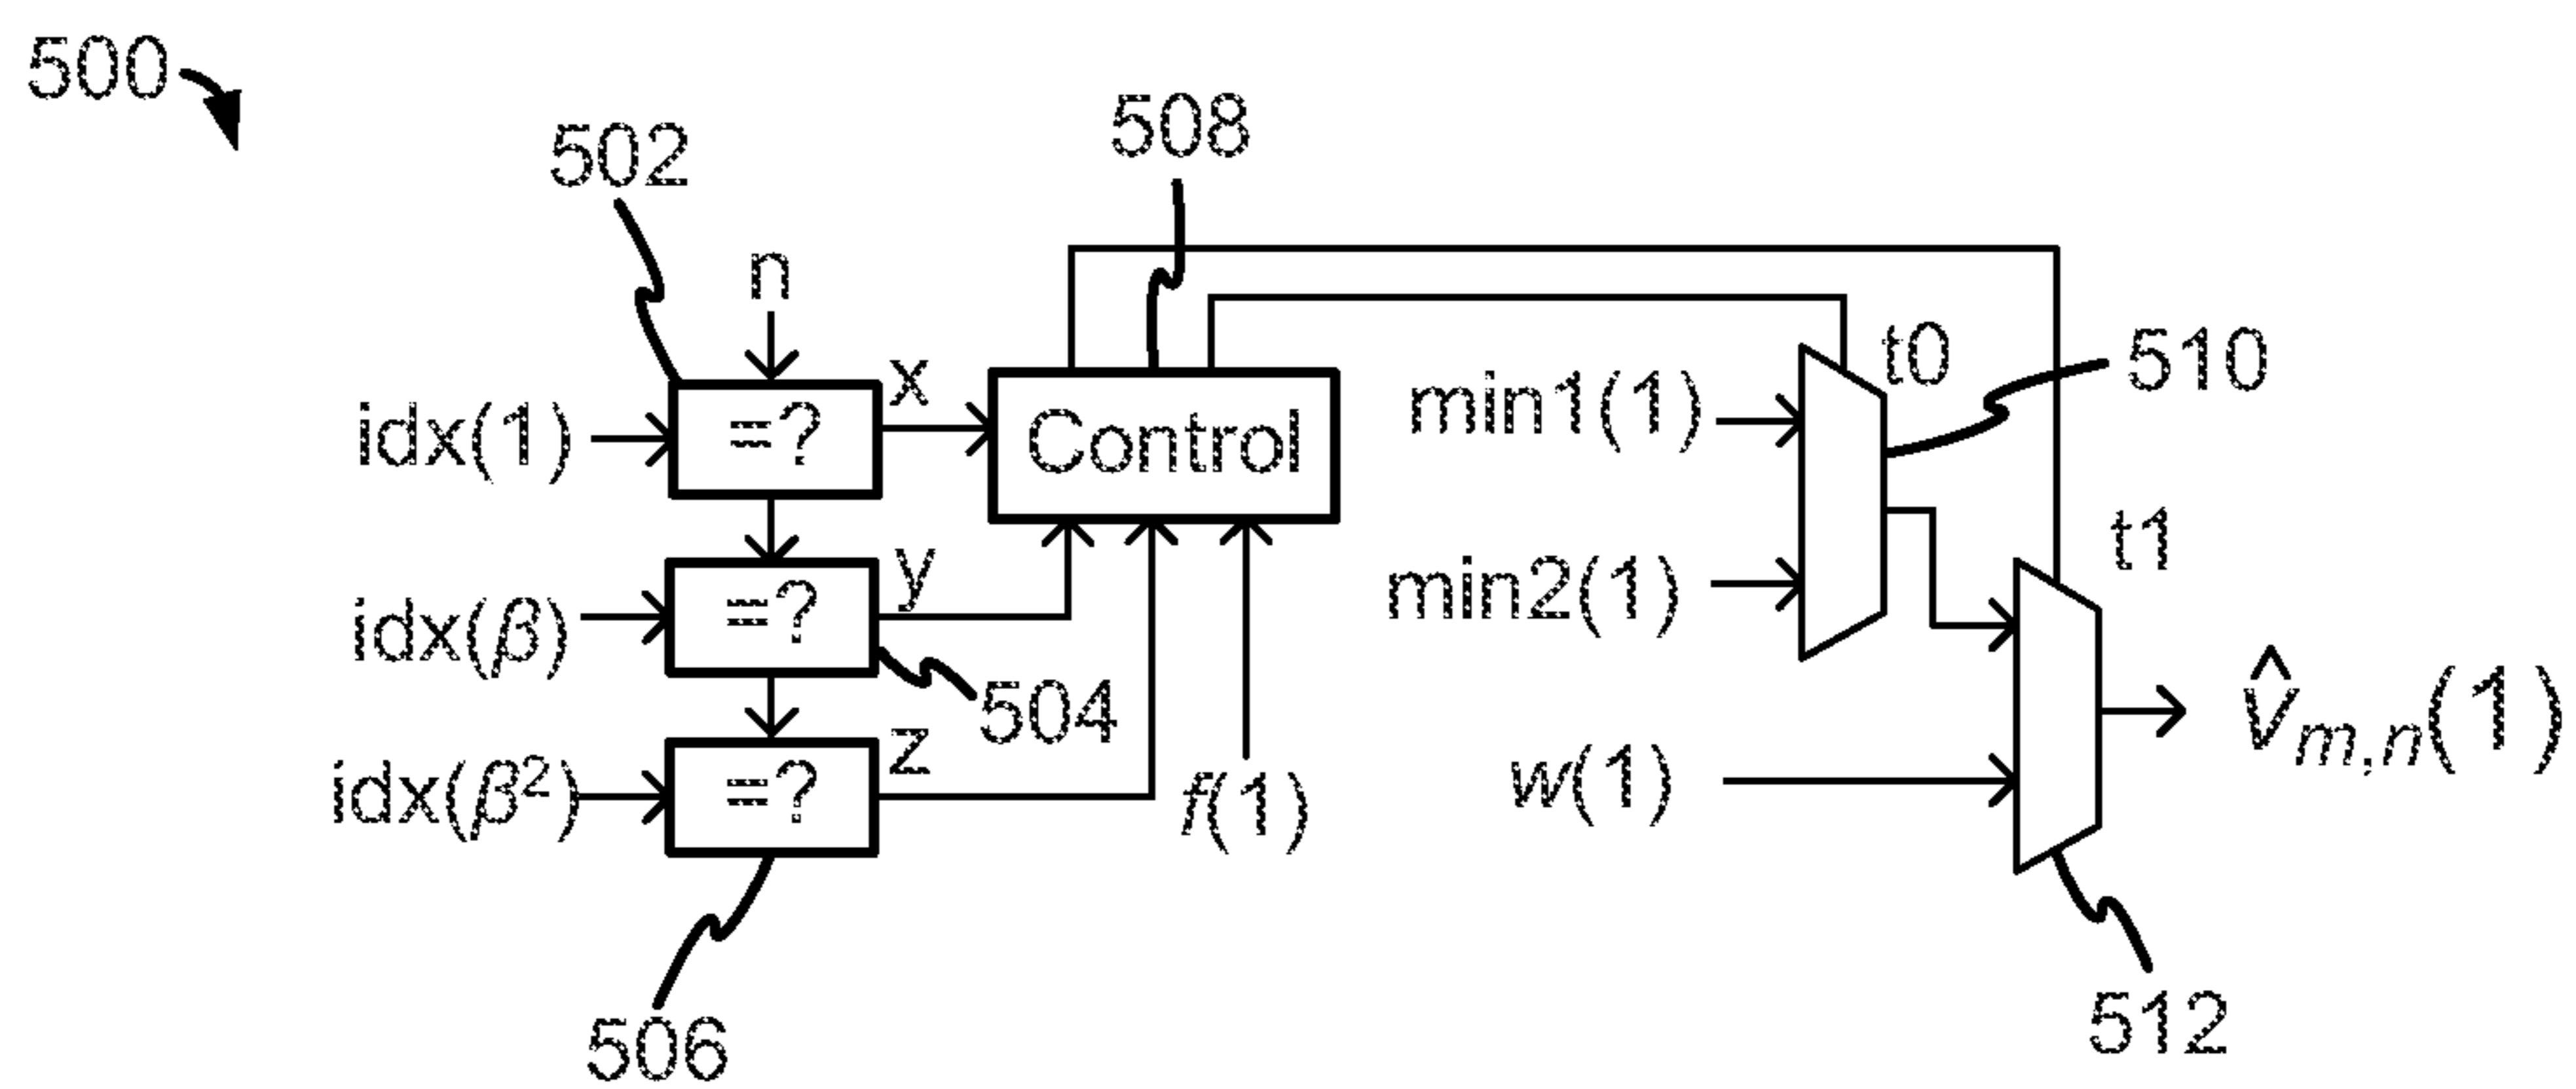 500
502
508
n
x
t0
510
idx(1)
=?
Control
min1(1)
t1
y
min2(1)
idx(β)
=?
504
z
idx(β²)
=?
f(1)
w(1)
v̂m,n(1)
506
512